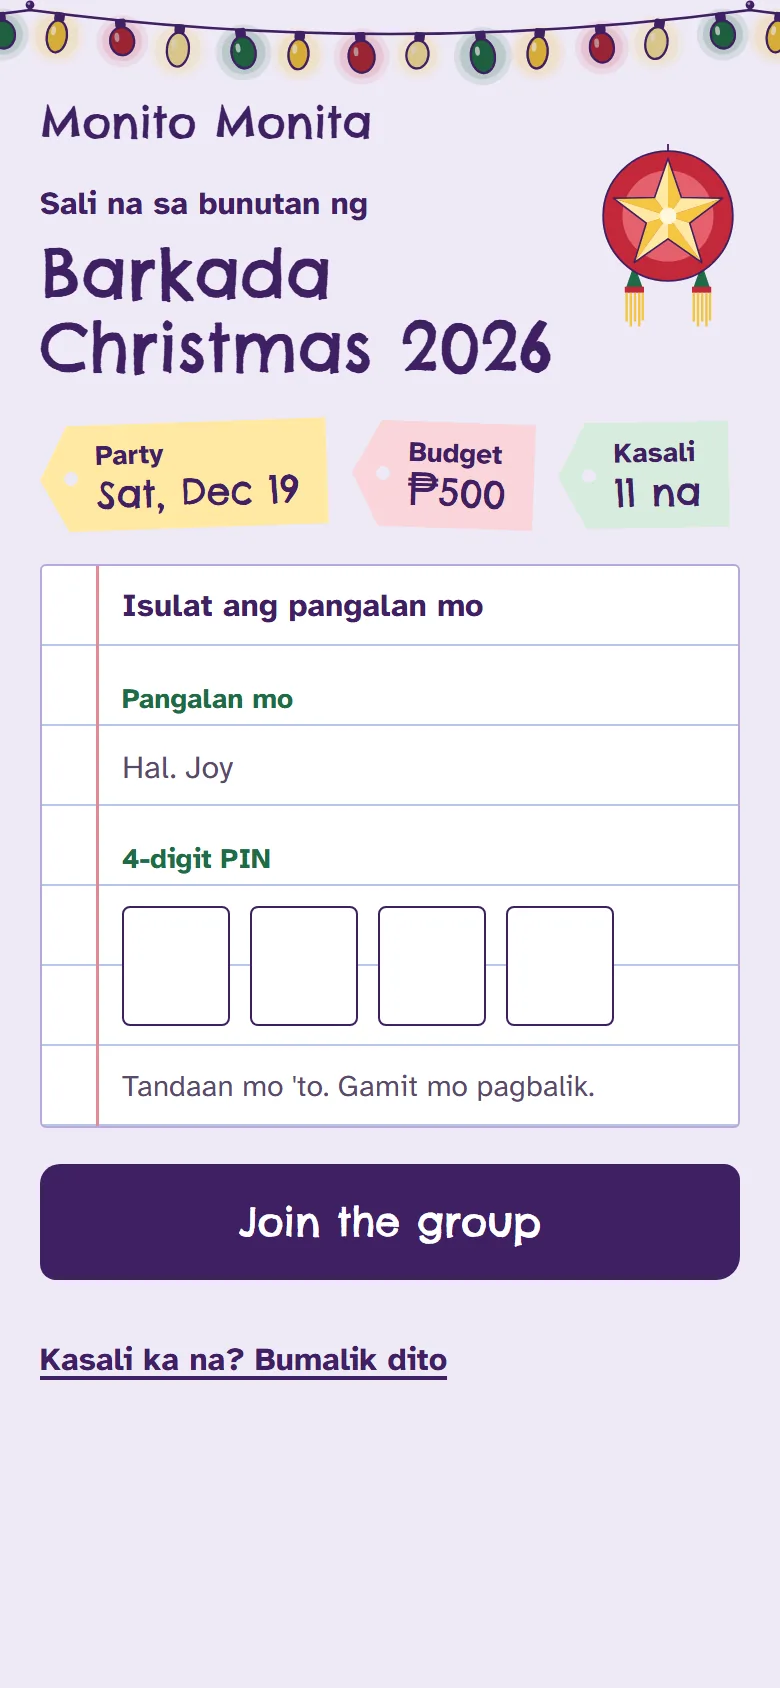 Monito Monita
Sali na sa bunutan ng
Barkada
Christmas 2026
Party
Sat, Dec 19
Budget
₱500
Kasali
11 na
Isulat ang pangalan mo
Pangalan mo
Hal. Joy
4-digit PIN
Tandaan mo 'to. Gamit mo pagbalik.
Join the group
Kasali ka na? Bumalik dito